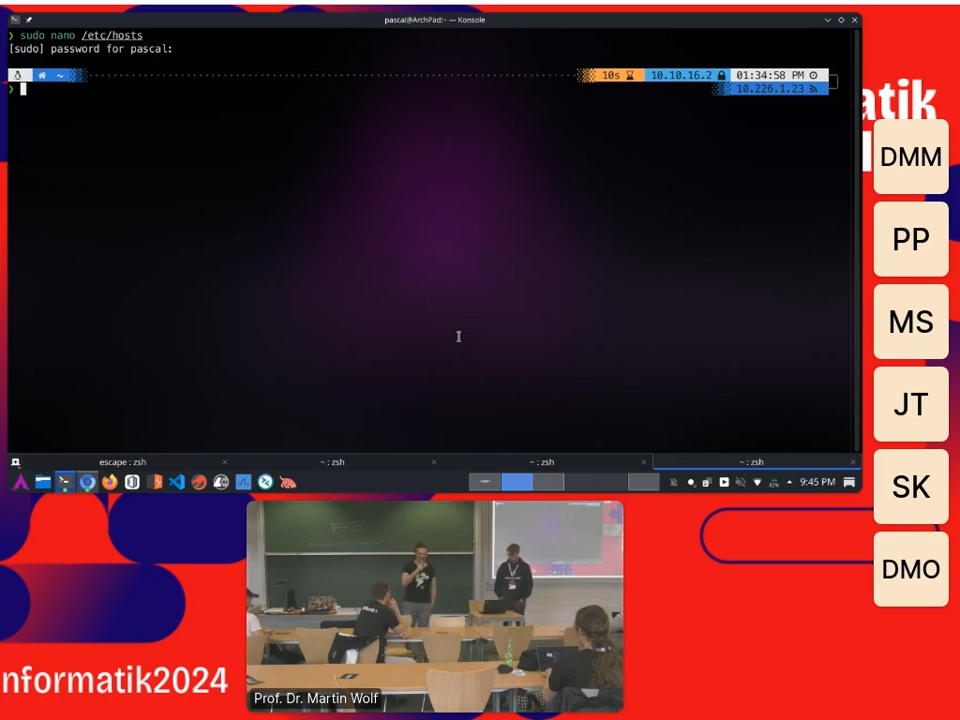 pascal@ArchPad:~ — Konsole
❯ sudo nano /etc/hosts
[sudo] password for pascal:
~ 10s 10.10.16.2 01:34:58 PM
10.226.1.23
❯
escape : zsh
~ : zsh
~ : zsh
~ : zsh
9:45 PM
atik
DMM
PP
MS
JT
SK
DMO
nformatik2024
Prof. Dr. Martin Wolf